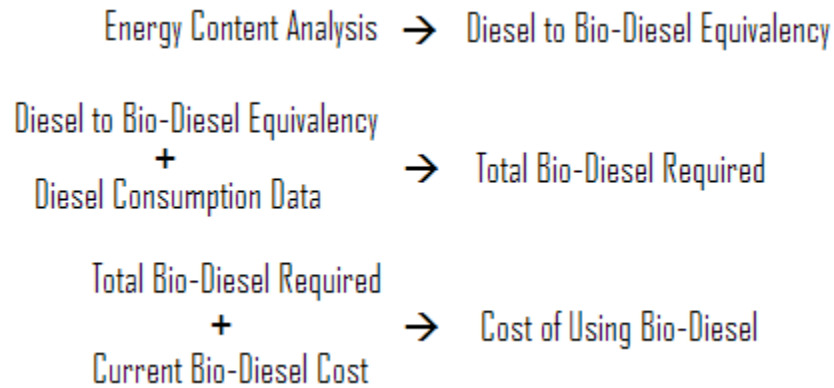 Energy Content Analysis → Diesel to Bio-Diesel Equivalency
Diesel to Bio-Diesel Equivalency
+
Diesel Consumption Data
→ Total Bio-Diesel Required
Total Bio-Diesel Required
+
Current Bio-Diesel Cost
→ Cost of Using Bio-Diesel